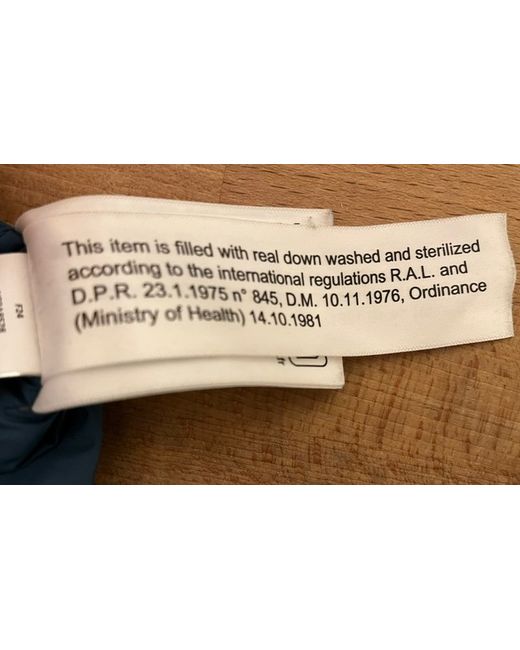 This item is filled with real down washed and sterilized
according to the international regulations R.A.L. and
D.P.R. 23.1.1975 n° 845, D.M. 10.11.1976, Ordinance
(Ministry of Health) 14.10.1981
F24